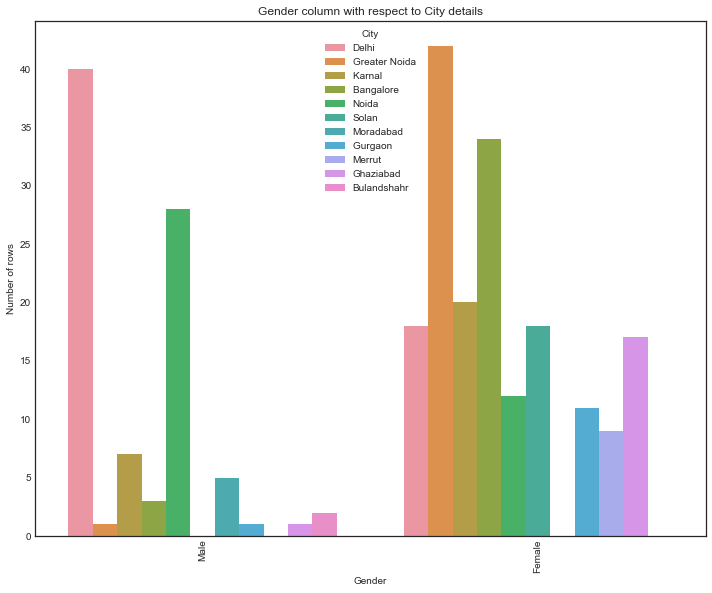 Gender column with respect to City details
City
Delhi
Greater Noida
Karnal
Bangalore
Noida
Solan
Moradabad
Gurgaon
Merrut
Ghaziabad
Bulandshahr
Number of rows
40
35
30
25
20
15
10
5
0
Male
Female
Gender